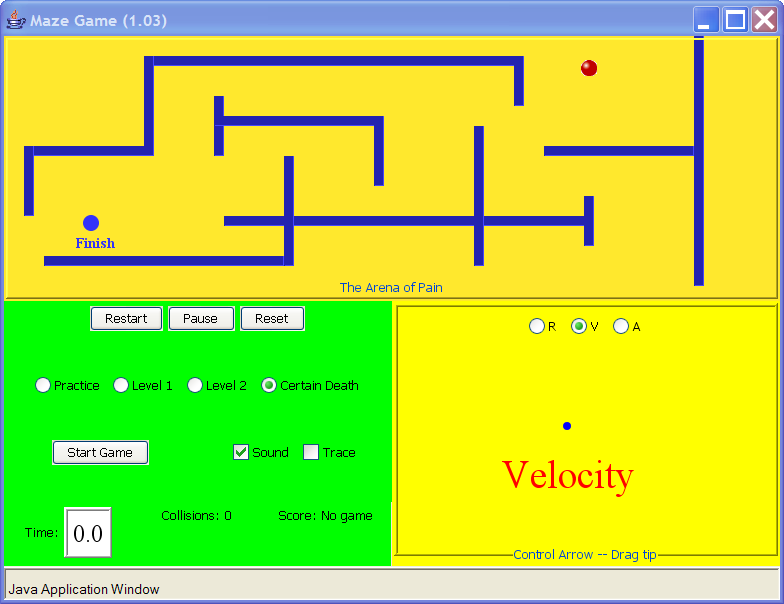 Maze Game (1.03)
Finish
The Arena of Pain
Restart Pause Reset
Practice Level 1 Level 2 Certain Death
Start Game Sound Trace
Collisions: 0 Score: No game
Time: 0.0
R V A
Velocity
Control Arrow -- Drag tip
Java Application Window